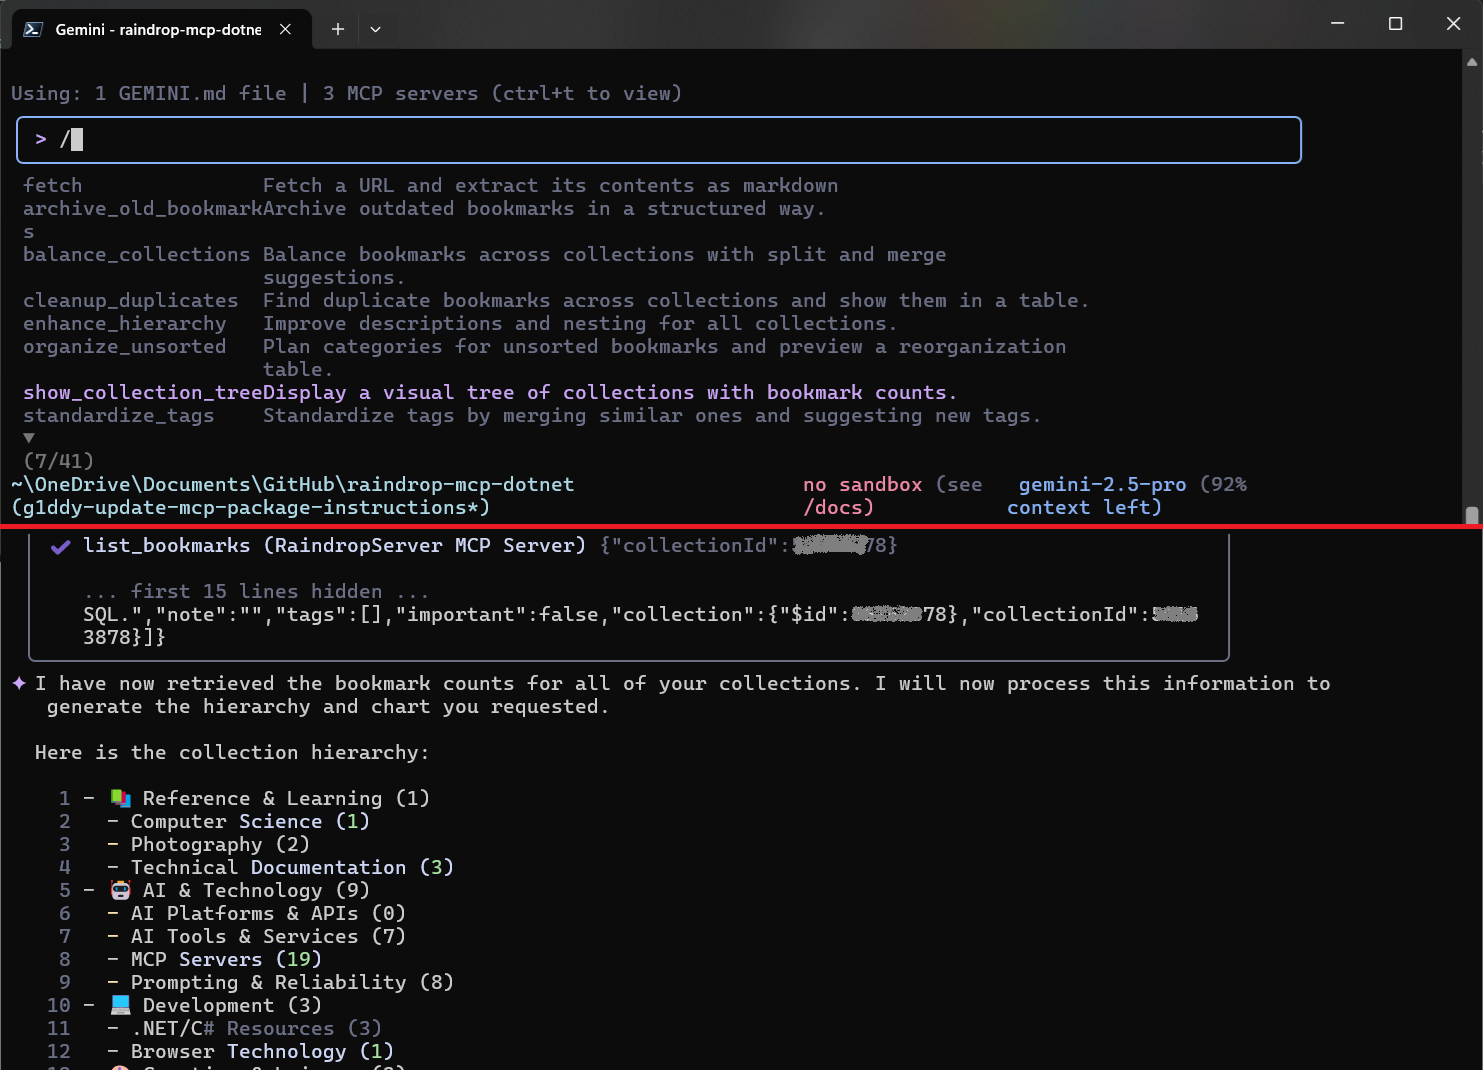 Gemini - raindrop-mcp-dotne
Using: 1 GEMINI.md file | 3 MCP servers (ctrl+t to view)
> /
fetch Fetch a URL and extract its contents as markdown
archive_old_bookmarkArchive outdated bookmarks in a structured way.
s
balance_collections Balance bookmarks across collections with split and merge
suggestions.
cleanup_duplicates Find duplicate bookmarks across collections and show them in a table.
enhance_hierarchy Improve descriptions and nesting for all collections.
organize_unsorted Plan categories for unsorted bookmarks and preview a reorganization
table.
show_collection_treeDisplay a visual tree of collections with bookmark counts.
standardize_tags Standardize tags by merging similar ones and suggesting new tags.
▼
(7/41)
~\OneDrive\Documents\GitHub\raindrop-mcp-dotnet no sandbox (see gemini-2.5-pro (92%
(g1ddy-update-mcp-package-instructions*) /docs) context left)
✔ list_bookmarks (RaindropServer MCP Server) {"collectionId": 78}
... first 15 lines hidden ...
SQL.","note":"","tags":[],"important":false,"collection":{"$id": 78},"collectionId":
3878}]}
✦ I have now retrieved the bookmark counts for all of your collections. I will now process this information to
generate the hierarchy and chart you requested.
Here is the collection hierarchy:
1 - 📚 Reference & Learning (1)
2 - Computer Science (1)
3 - Photography (2)
4 - Technical Documentation (3)
5 - 🤖 AI & Technology (9)
6 - AI Platforms & APIs (0)
7 - AI Tools & Services (7)
8 - MCP Servers (19)
9 - Prompting & Reliability (8)
10 - 💻 Development (3)
11 - .NET/C# Resources (3)
12 - Browser Technology (1)